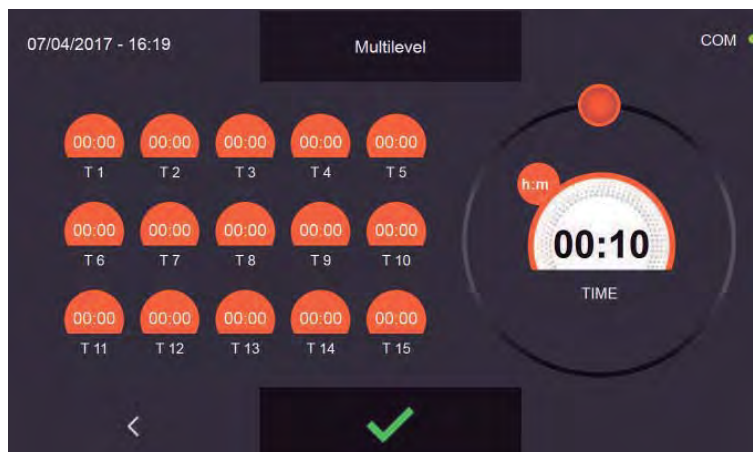 07/04/2017 - 16:19
Multilevel
COM
00:00 00:00 00:00 00:00 00:00
T 1 T 2 T 3 T 4 T 5
00:00 00:00 00:00 00:00 00:00
T 6 T 7 T 8 T 9 T 10
00:00 00:00 00:00 00:00 00:00
T 11 T 12 T 13 T 14 T 15
h:m
00:10
TIME